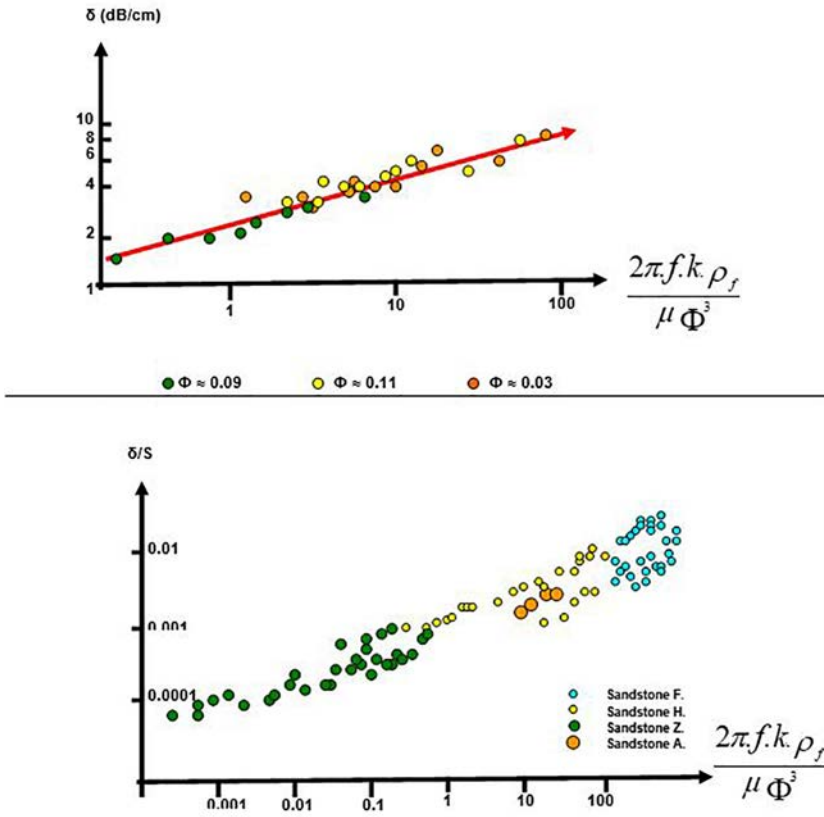 δ (dB/cm)
10
8
6
4
2
1
1
10
100
2π.f.k.ρ_f
μ Φ³
Φ ≈ 0.09
Φ ≈ 0.11
Φ ≈ 0.03
δ/S
0.01
0.001
0.0001
0.001
0.01
0.1
1
10
100
Sandstone F.
Sandstone H.
Sandstone Z.
Sandstone A.
2π.f.k.ρ_f
μ Φ³